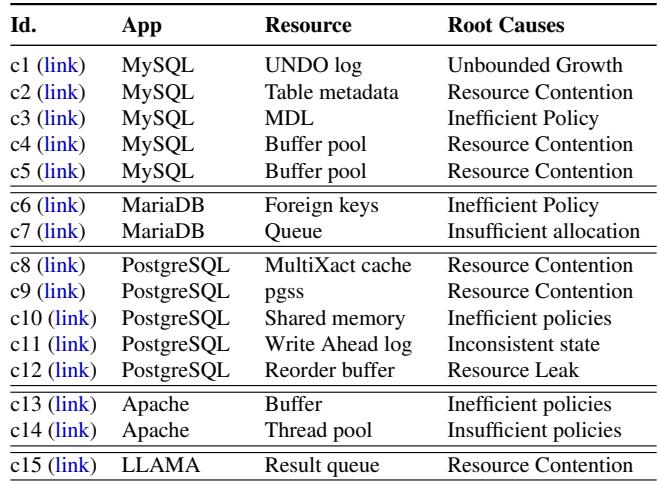 Id. App Resource Root Causes
c1 (link) MySQL UNDO log Unbounded Growth
c2 (link) MySQL Table metadata Resource Contention
c3 (link) MySQL MDL Inefficient Policy
c4 (link) MySQL Buffer pool Resource Contention
c5 (link) MySQL Buffer pool Resource Contention
c6 (link) MariaDB Foreign keys Inefficient Policy
c7 (link) MariaDB Queue Insufficient allocation
c8 (link) PostgreSQL MultiXact cache Resource Contention
c9 (link) PostgreSQL pgss Resource Contention
c10 (link) PostgreSQL Shared memory Inefficient policies
c11 (link) PostgreSQL Write Ahead log Inconsistent state
c12 (link) PostgreSQL Reorder buffer Resource Leak
c13 (link) Apache Buffer Inefficient policies
c14 (link) Apache Thread pool Insufficient policies
c15 (link) LLAMA Result queue Resource Contention